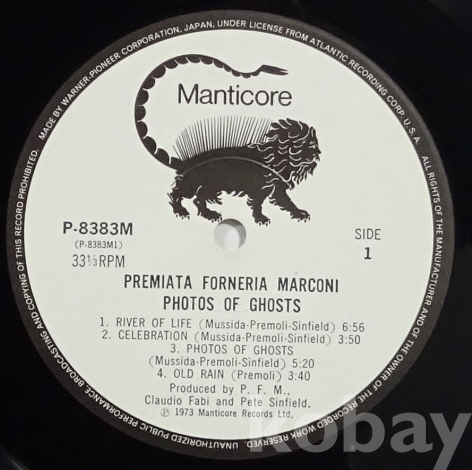 MADE BY WARNER-PIONEER CORPORATION, JAPAN, UNDER LICENSE FROM ATLANTIC RECORDING CORP. U.S.A.
ALL RIGHTS OF THE MANUFACTURER AND OF THE OWNER OF THE RECORDED WORK RESERVED.
UNAUTHORIZED PUBLIC PERFORMANCE, BROADCASTING AND COPYING OF THIS RECORD PROHIBITED.
Manticore
P-8383M
(P-8383M1)
33⅓RPM
SIDE
1
PREMIATA FORNERIA MARCONI
PHOTOS OF GHOSTS
1. RIVER OF LIFE (Mussida-Premoli-Sinfield) 6:56
2. CELEBRATION (Mussida-Premoli-Sinfield) 3:50
3. PHOTOS OF GHOSTS
(Mussida-Premoli-Sinfield) 5:20
4. OLD RAIN (Premoli) 3:40
Produced by P. F. M.,
Claudio Fabi and Pete Sinfield.
℗ 1973 Manticore Records Ltd.
kobay